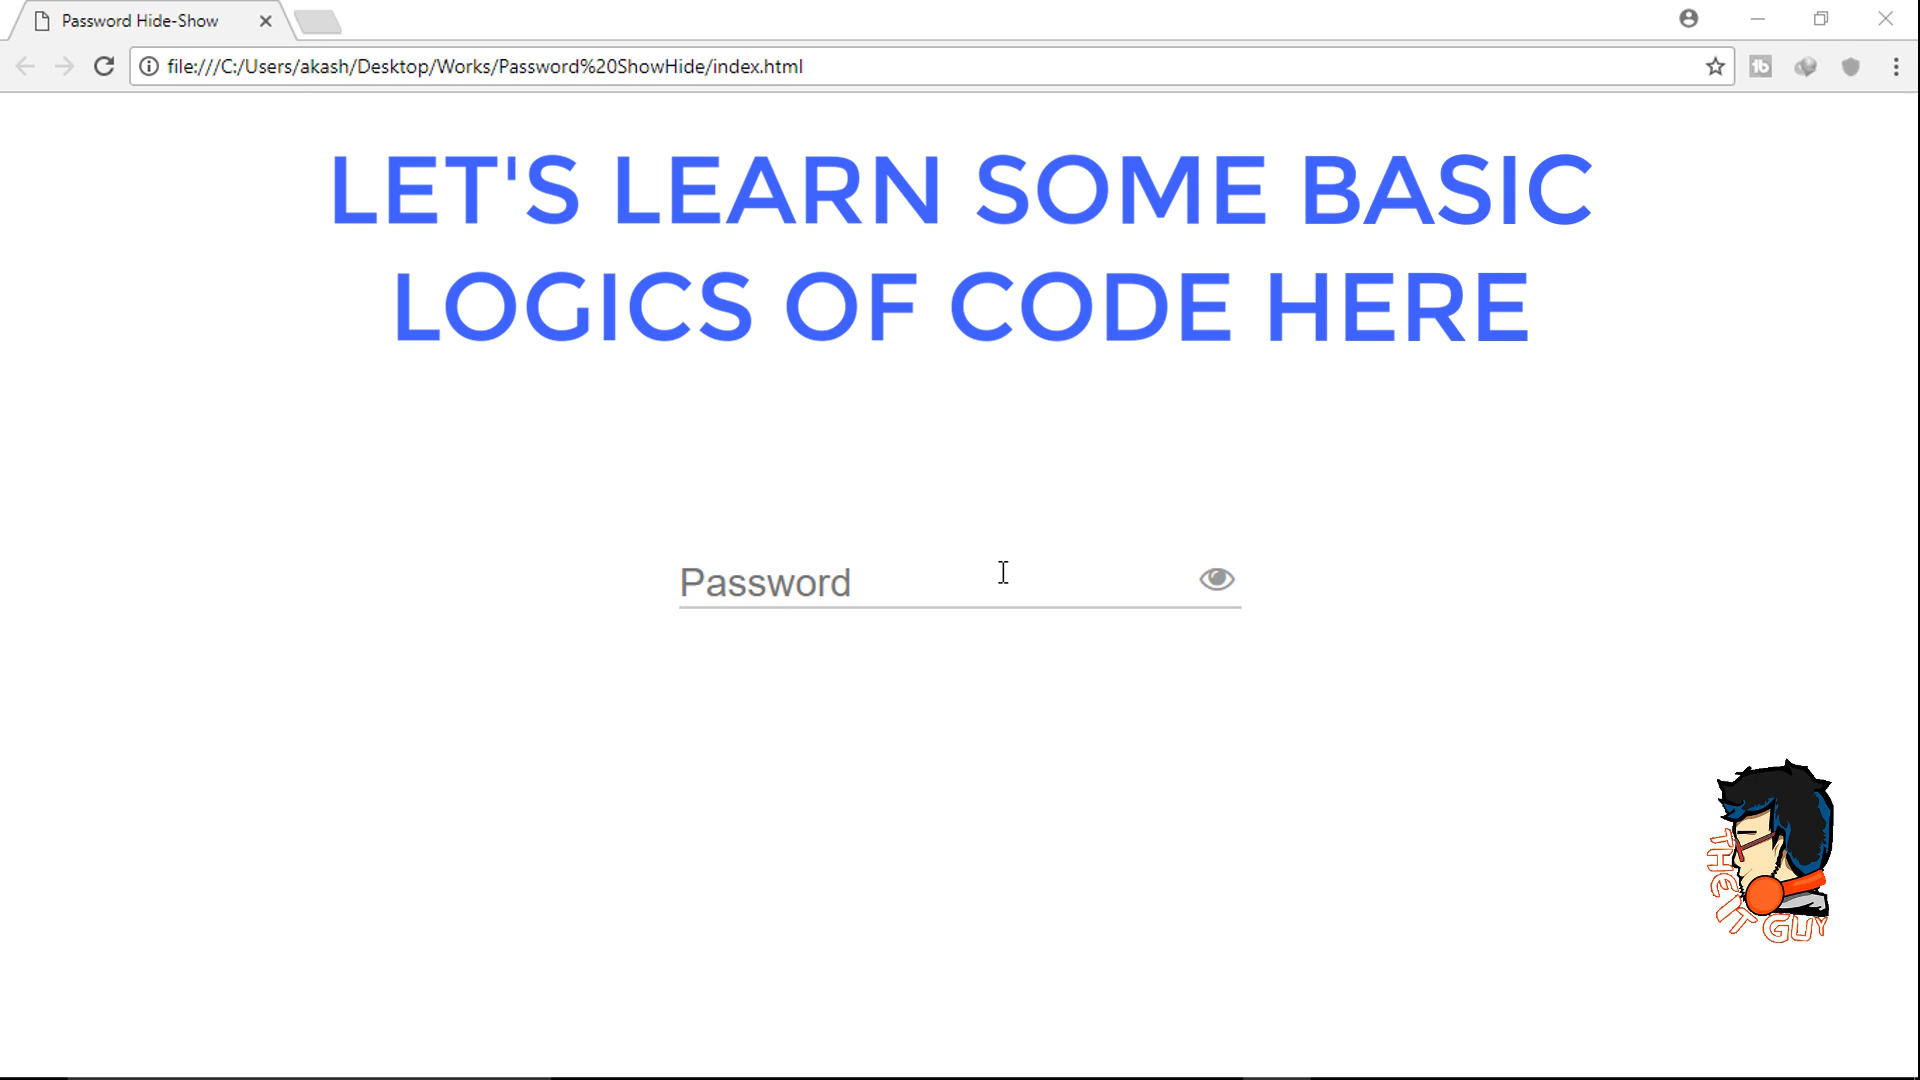 Password Hide-Show
file:///C:/Users/akash/Desktop/Works/Password%20ShowHide/index.html
LET'S LEARN SOME BASIC
LOGICS OF CODE HERE
Password
THE IT GUY